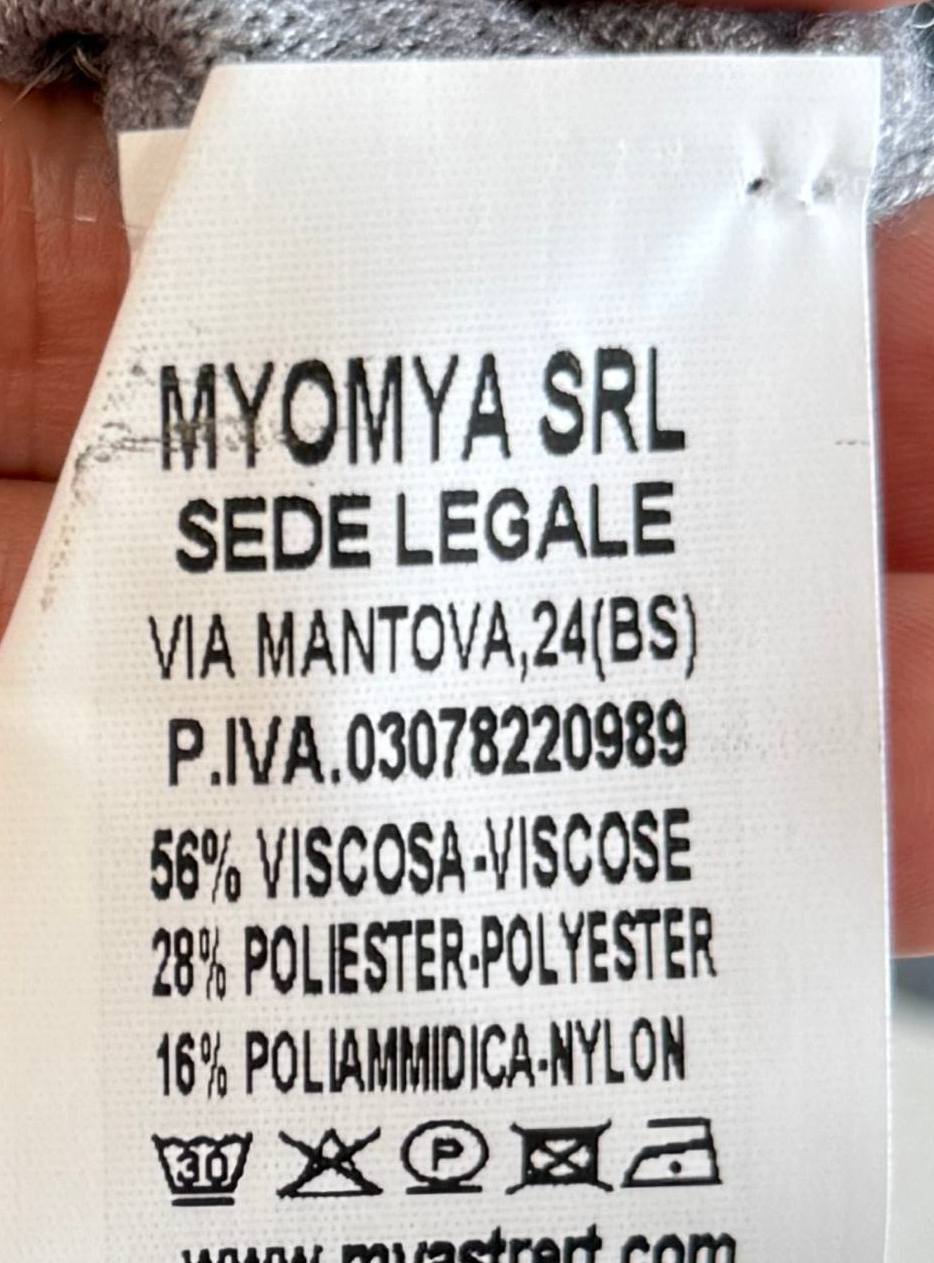 MYOMYA SRL
SEDE LEGALE
VIA MANTOVA,24(BS)
P.IVA.03078220989
56% VISCOSA-VISCOSE
28% POLIESTER-POLYESTER
16% POLIAMMIDICA-NYLON
30 P